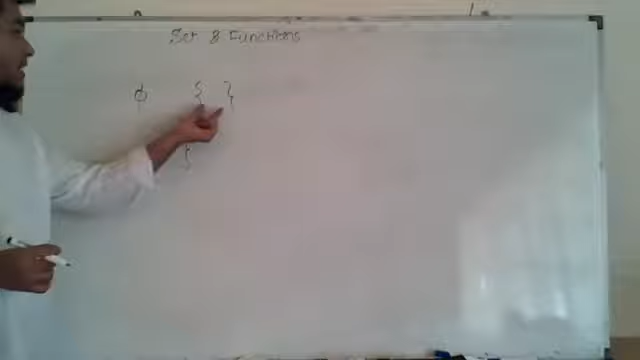 Set & Functions
ϕ { }
{